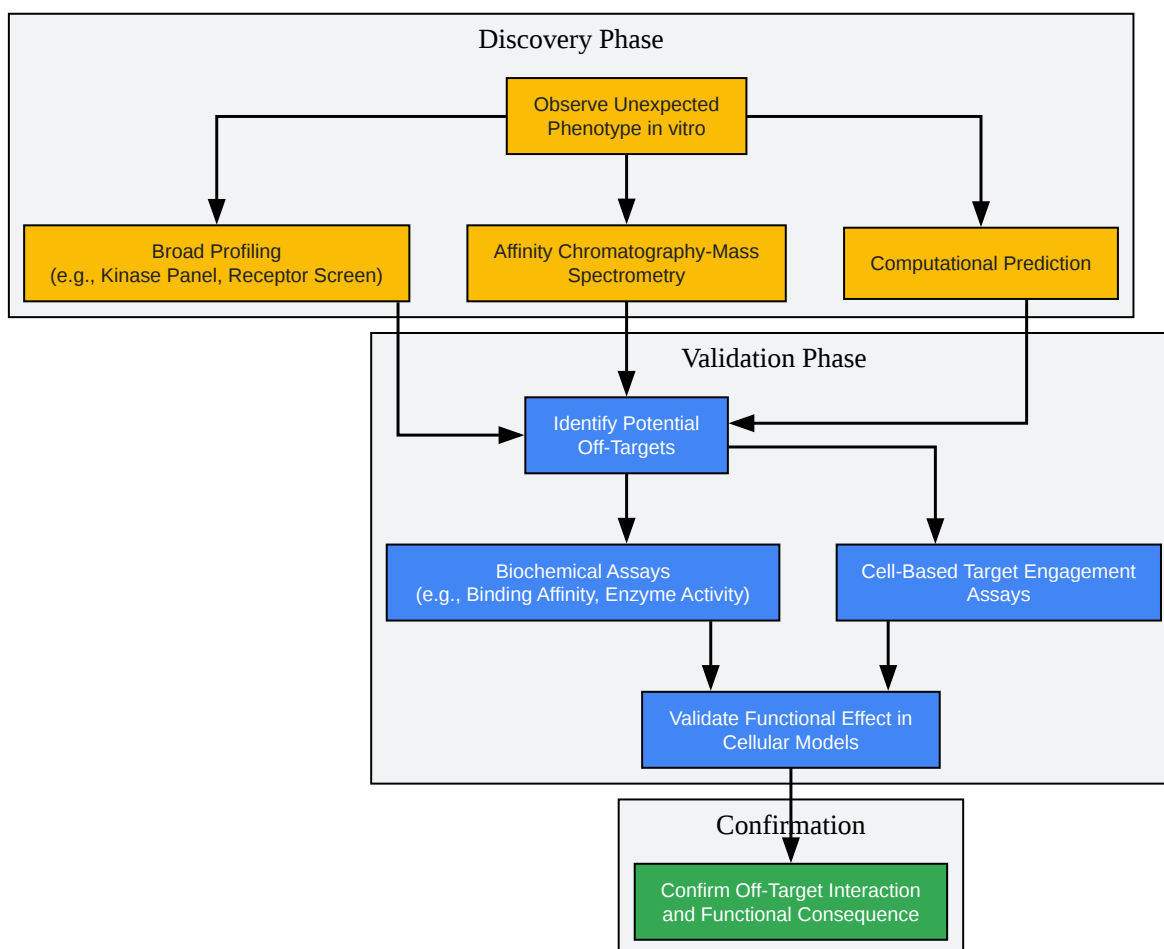 Discovery Phase
Observe Unexpected
Phenotype in vitro
Broad Profiling
(e.g., Kinase Panel, Receptor Screen)
Affinity Chromatography-Mass
Spectrometry
Computational Prediction
Validation Phase
Identify Potential
Off-Targets
Biochemical Assays
(e.g., Binding Affinity, Enzyme Activity)
Cell-Based Target Engagement
Assays
Validate Functional Effect in
Cellular Models
Confirmation
Confirm Off-Target Interaction
and Functional Consequence